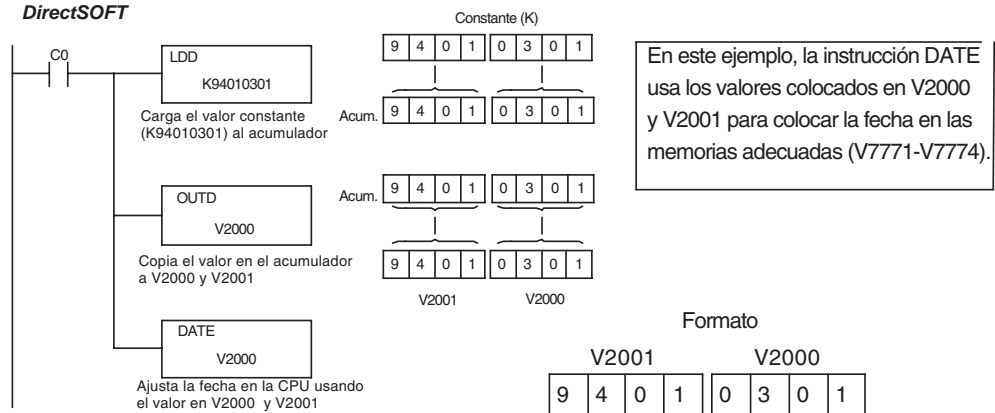 DirectSOFT
Constante (K)
C0
LDD
K94010301
9 4 0 1 0 3 0 1
Carga el valor constante
(K94010301) al acumulador
Acum. 9 4 0 1 0 3 0 1
En este ejemplo, la instrucción DATE
usa los valores colocados en V2000
y V2001 para colocar la fecha en las
memorias adecuadas (V7771-V7774).
OUTD
V2000
Acum. 9 4 0 1 0 3 0 1
Copia el valor en el acumulador
a V2000 y V2001
9 4 0 1 0 3 0 1
V2001 V2000
DATE
V2000
Ajusta la fecha en la CPU usando
el valor en V2000 y V2001
Formato
V2001 V2000
9 4 0 1 0 3 0 1